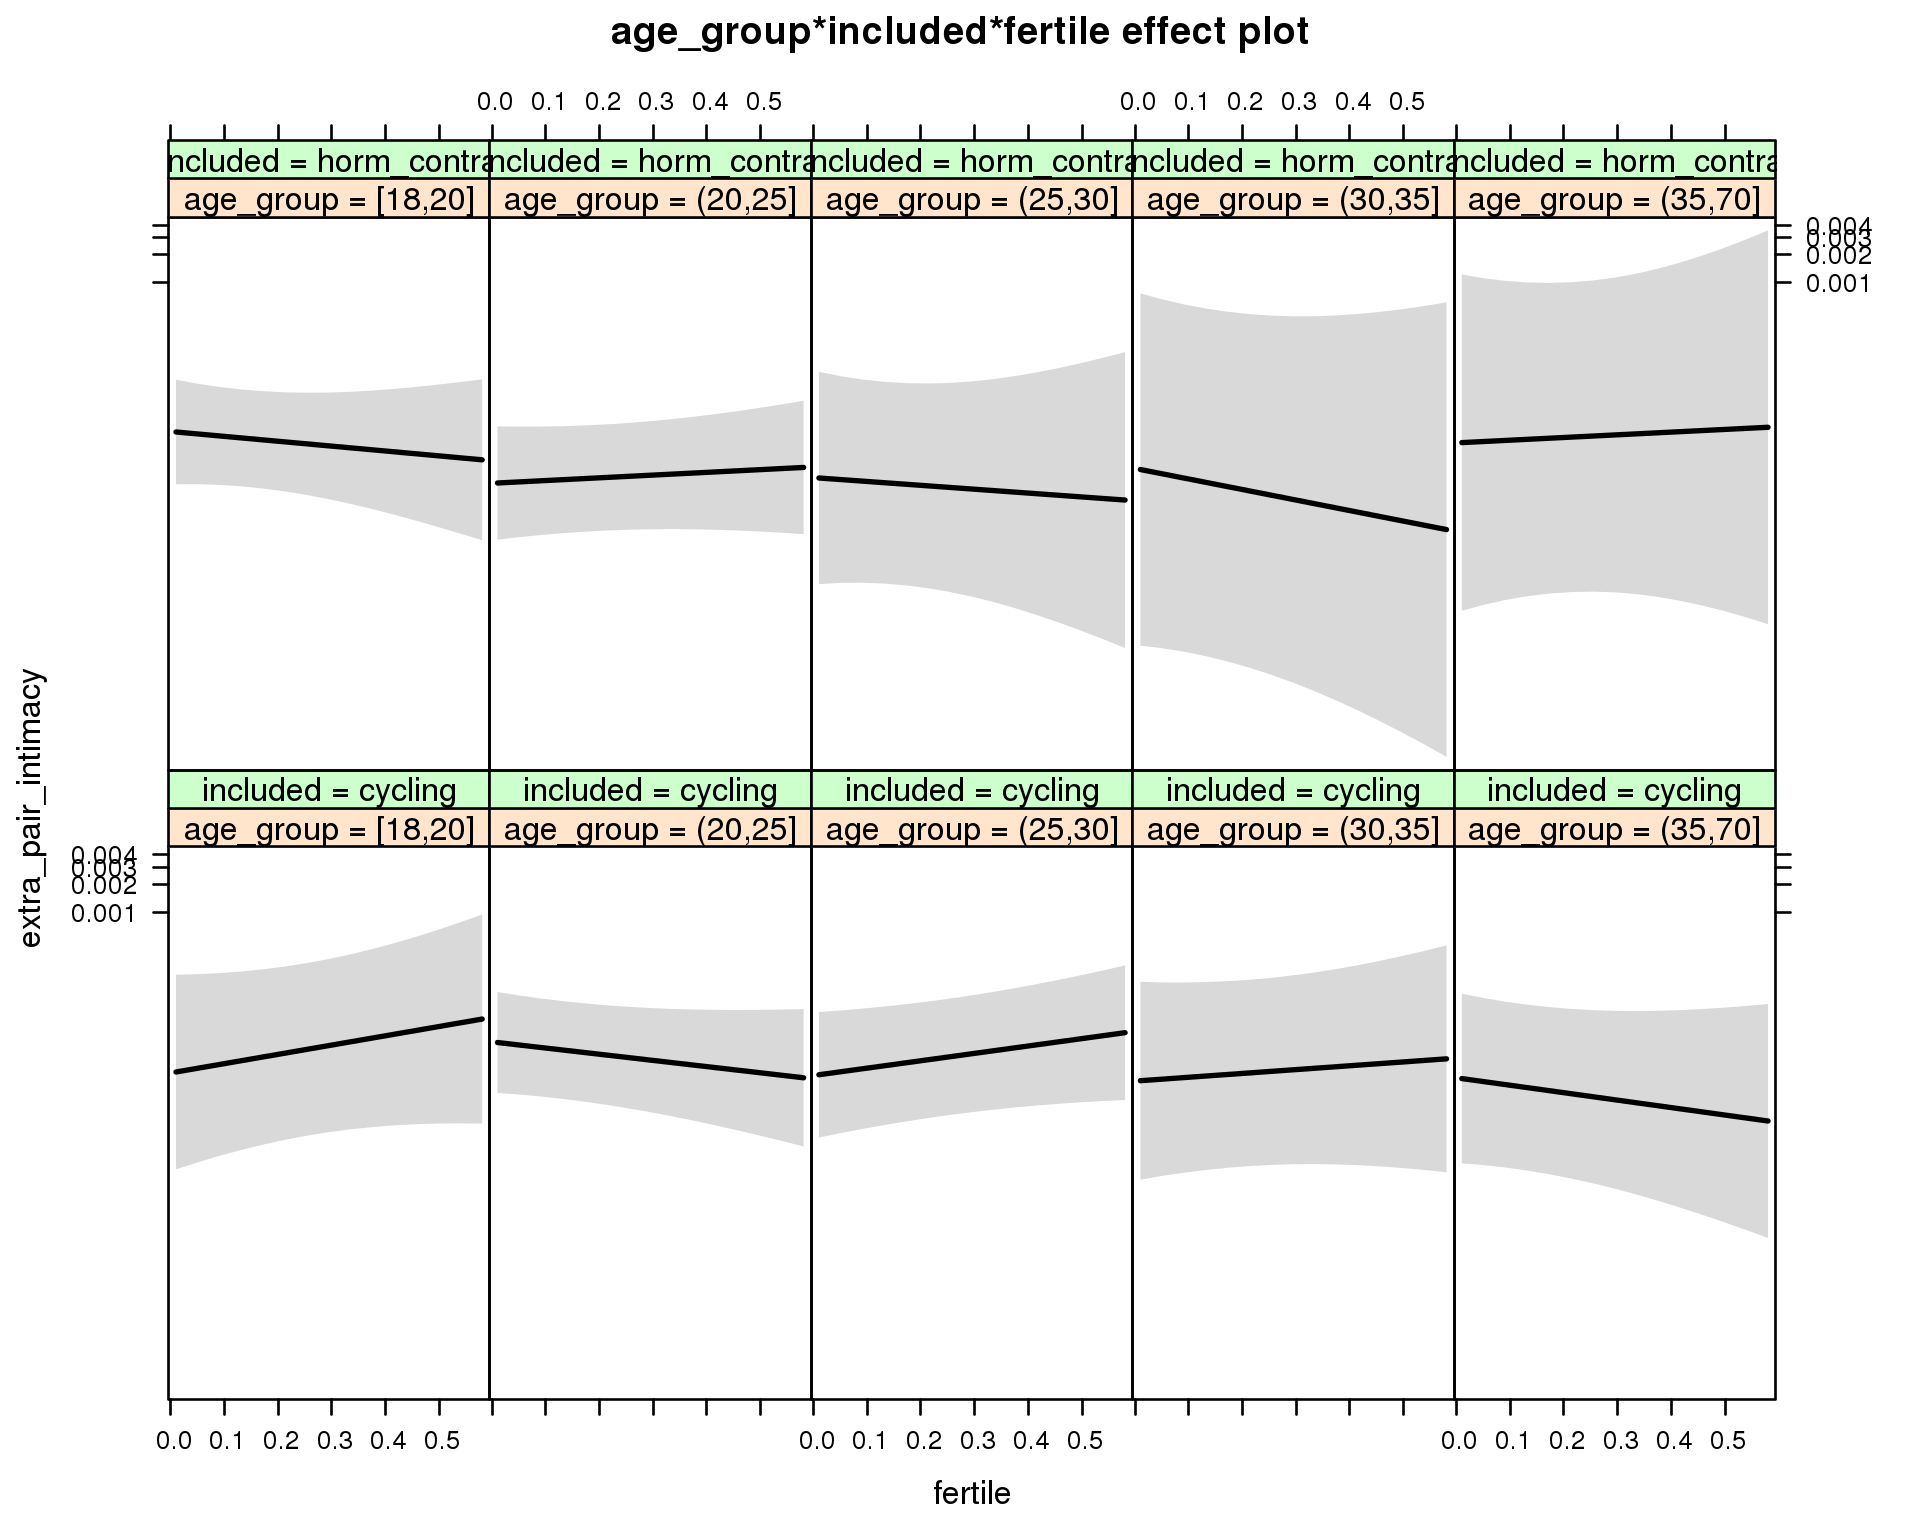 age_group*included*fertile effect plot
0.0 0.1 0.2 0.3 0.4 0.5 0.0 0.1 0.2 0.3 0.4 0.5
ncluded = horm_contra ncluded = horm_contra ncluded = horm_contra ncluded = horm_contra ncluded = horm_contra
age_group = [18,20] age_group = (20,25] age_group = (25,30] age_group = (30,35] age_group = (35,70]
0.004
0.003
0.002
0.001
extra_pair_intimacy
included = cycling included = cycling included = cycling included = cycling included = cycling
age_group = [18,20] age_group = (20,25] age_group = (25,30] age_group = (30,35] age_group = (35,70]
0.004
0.003
0.002
0.001
0.0 0.1 0.2 0.3 0.4 0.5 0.0 0.1 0.2 0.3 0.4 0.5 0.0 0.1 0.2 0.3 0.4 0.5
fertile